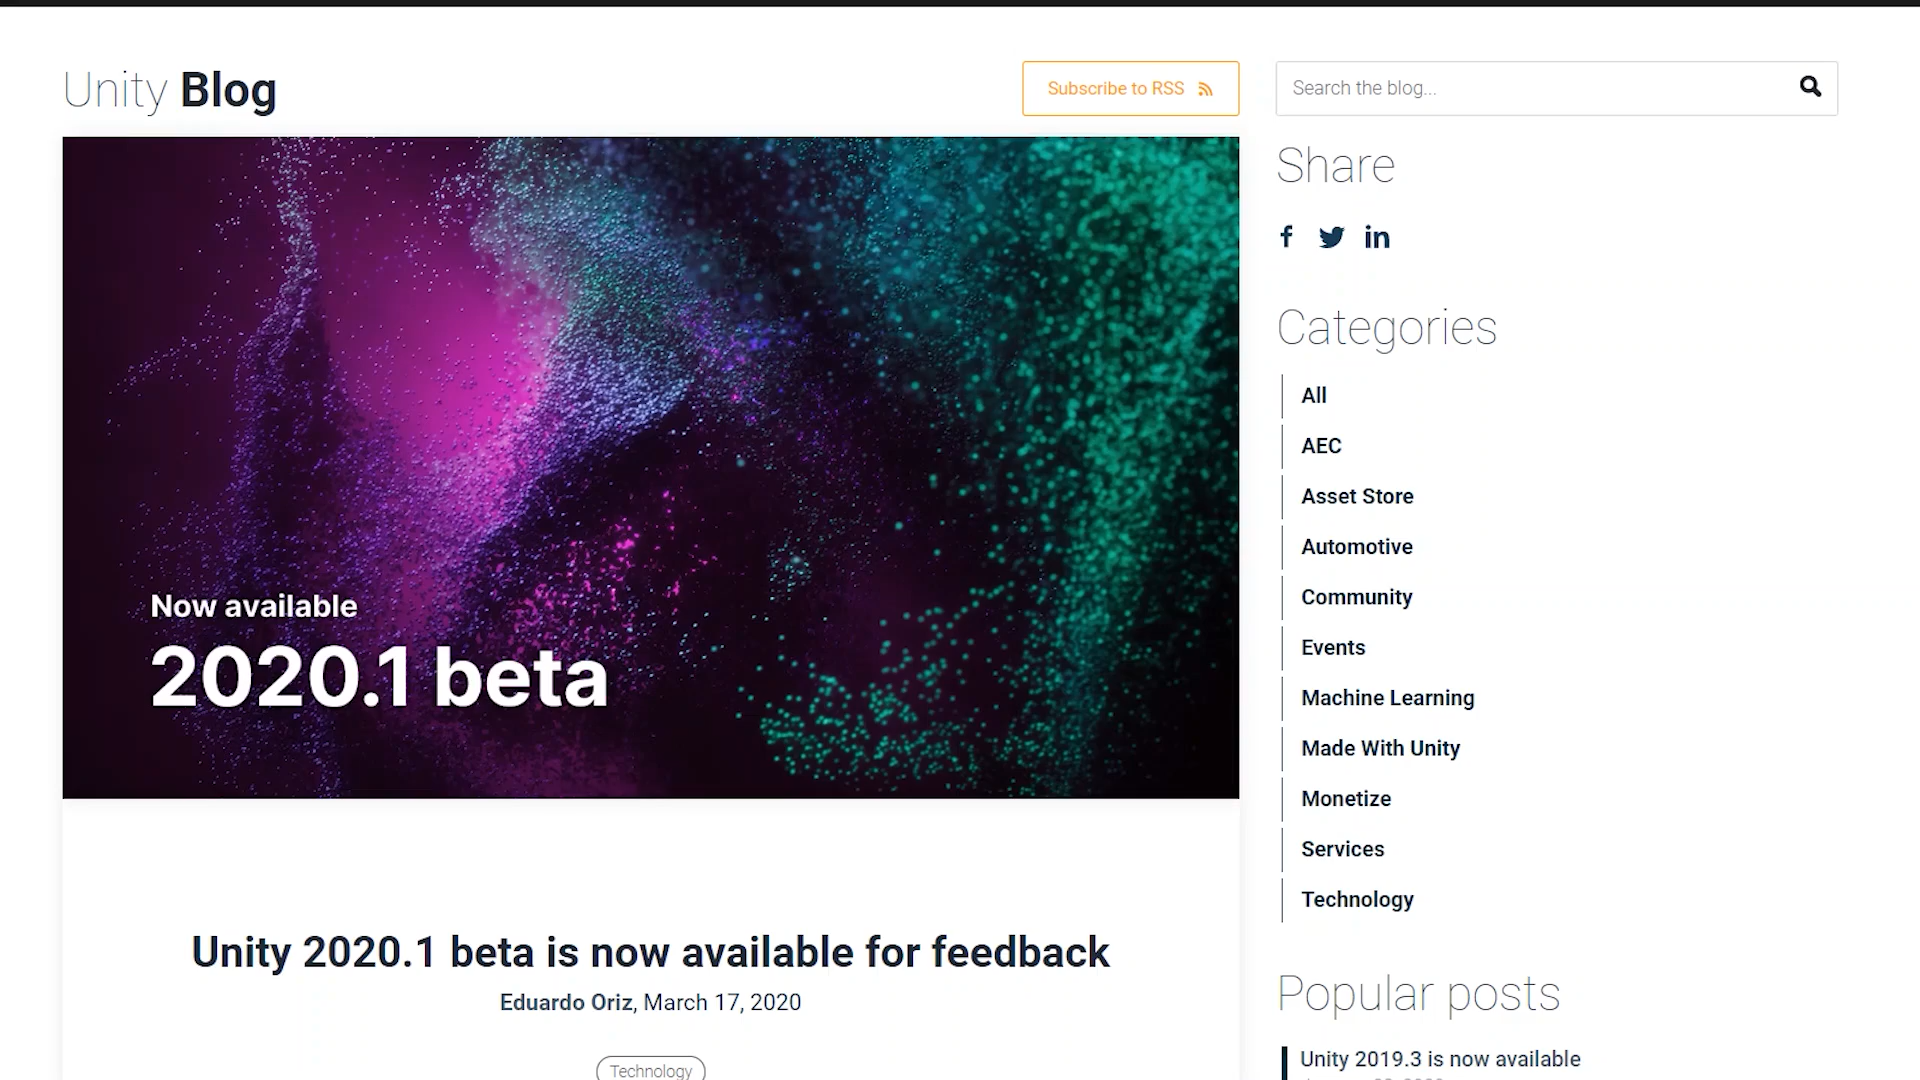 Unity Blog
Subscribe to RSS
Search the blog...
Now available
2020.1 beta
Unity 2020.1 beta is now available for feedback
Eduardo Oriz, March 17, 2020
Technology
Share
Categories
All
AEC
Asset Store
Automotive
Community
Events
Machine Learning
Made With Unity
Monetize
Services
Technology
Popular posts
Unity 2019.3 is now available